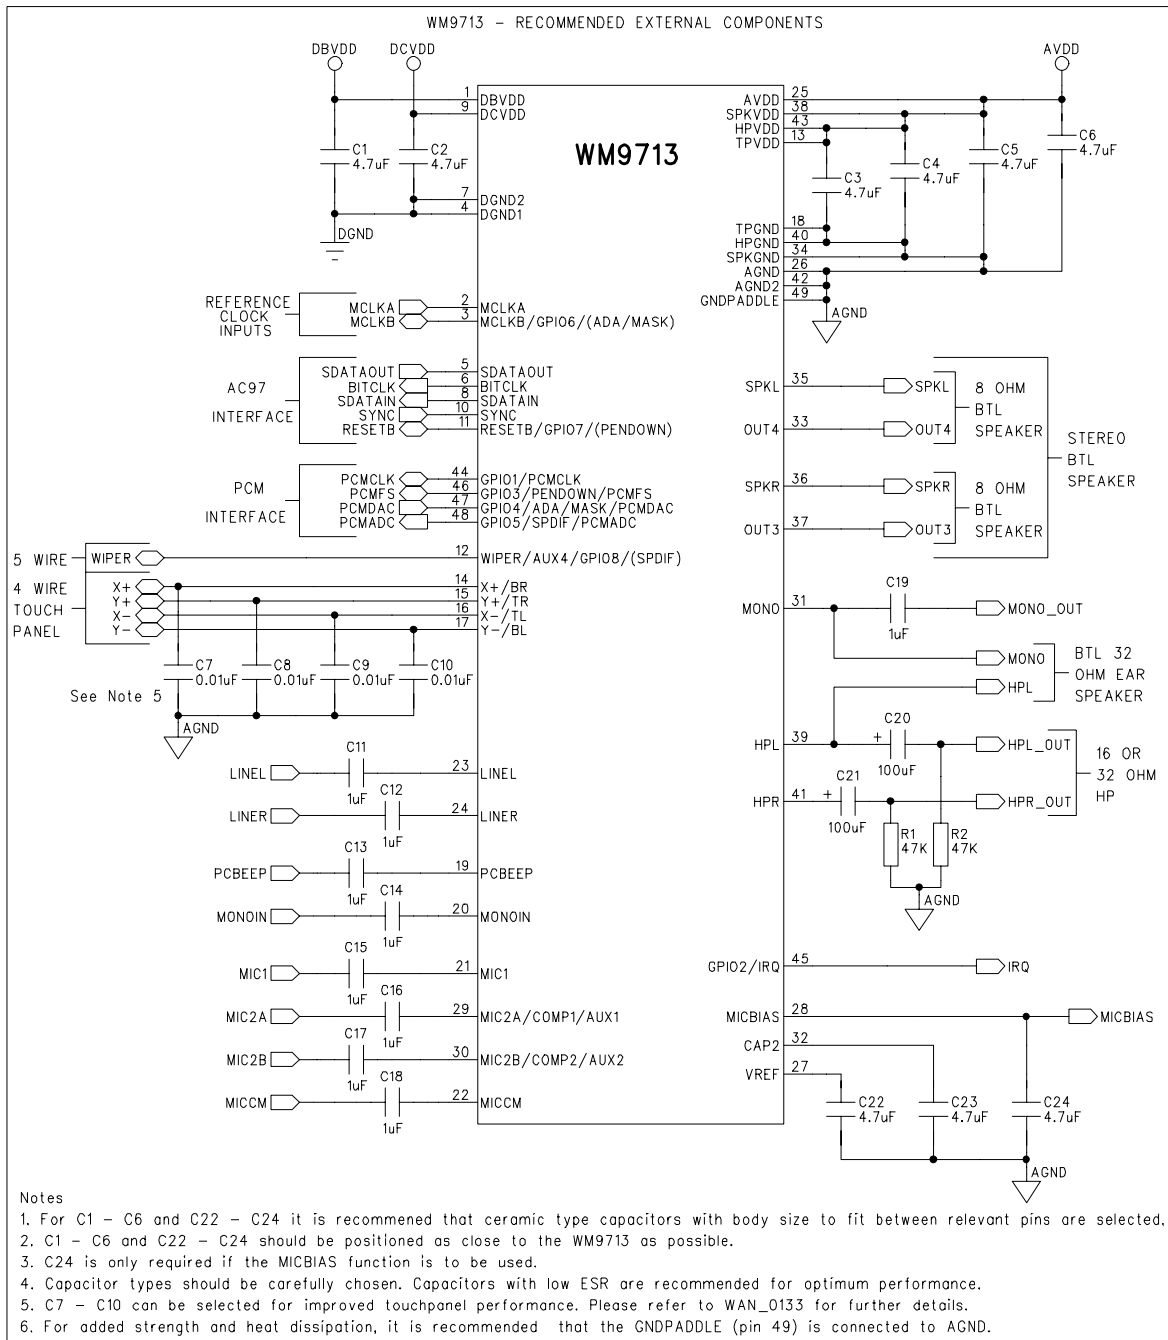 WM9713 - RECOMMENDED EXTERNAL COMPONENTS
DBVDD DCVDD AVDD
1 DBVDD
9 DCVDD
WM9713
AVDD 25
SPKVDD 38
HPVDD 43
TPVDD 13
C1
4.7uF
C2
4.7uF
C3
4.7uF
C4
4.7uF
C5
4.7uF
C6
4.7uF
7 DGND2
4 DGND1
DGND
TPGND 18
HPGND 40
SPKGND 34
AGND 26
AGND2 42
GNDPADDLE 49
AGND
REFERENCE
CLOCK
INPUTS
MCLKA 2 MCLKA
MCLKB 3 MCLKB/GPIO6/(ADA/MASK)
AC97
INTERFACE
SDATAOUT 5 SDATAOUT
BITCLK 6 BITCLK
SDATAIN 8 SDATAIN
SYNC 10 SYNC
RESETB 11 RESETB/GPIO7/(PENDOWN)
SPKL 35 SPKL
OUT4 33 OUT4
8 OHM
BTL
SPEAKER
SPKR 36 SPKR
OUT3 37 OUT3
8 OHM
BTL
SPEAKER
STEREO
BTL
SPEAKER
PCM
INTERFACE
PCMCLK 44 GPIO1/PCMCLK
PCMFS 46 GPIO3/PENDOWN/PCMFS
PCMDAC 47 GPIO4/ADA/MASK/PCMDAC
PCMADC 48 GPIO5/SPDIF/PCMADC
5 WIRE WIPER 12 WIPER/AUX4/GPIO8/(SPDIF)
4 WIRE
TOUCH
PANEL
X+ 14 X+/BR
Y+ 15 Y+/TR
X- 16 X-/TL
Y- 17 Y-/BL
C7
0.01uF
C8
0.01uF
C9
0.01uF
C10
0.01uF
See Note 5
AGND
MONO 31
C19
1uF
MONO_OUT
MONO
HPL
BTL 32
OHM EAR
SPEAKER
HPL 39
+
C20
100uF
HPL_OUT
HPR 41
+
C21
100uF
HPR_OUT
16 OR
32 OHM
HP
R1
47K
R2
47K
AGND
LINEL
C11
1uF
23 LINEL
LINER
C12
1uF
24 LINER
PCBEEP
C13
1uF
19 PCBEEP
MONOIN
C14
1uF
20 MONOIN
MIC1
C15
1uF
21 MIC1
MIC2A
C16
1uF
29 MIC2A/COMP1/AUX1
MIC2B
C17
1uF
30 MIC2B/COMP2/AUX2
MICCM
C18
1uF
22 MICCM
GPIO2/IRQ 45 IRQ
MICBIAS 28 MICBIAS
CAP2 32
VREF 27
C22
4.7uF
C23
4.7uF
C24
4.7uF
AGND
Notes
1. For C1 - C6 and C22 - C24 it is recommened that ceramic type capacitors with body size to fit between relevant pins are selected.
2. C1 - C6 and C22 - C24 should be positioned as close to the WM9713 as possible.
3. C24 is only required if the MICBIAS function is to be used.
4. Capacitor types should be carefully chosen. Capacitors with low ESR are recommended for optimum performance.
5. C7 - C10 can be selected for improved touchpanel performance. Please refer to WAN_0133 for further details.
6. For added strength and heat dissipation, it is recommended that the GNDPADDLE (pin 49) is connected to AGND.